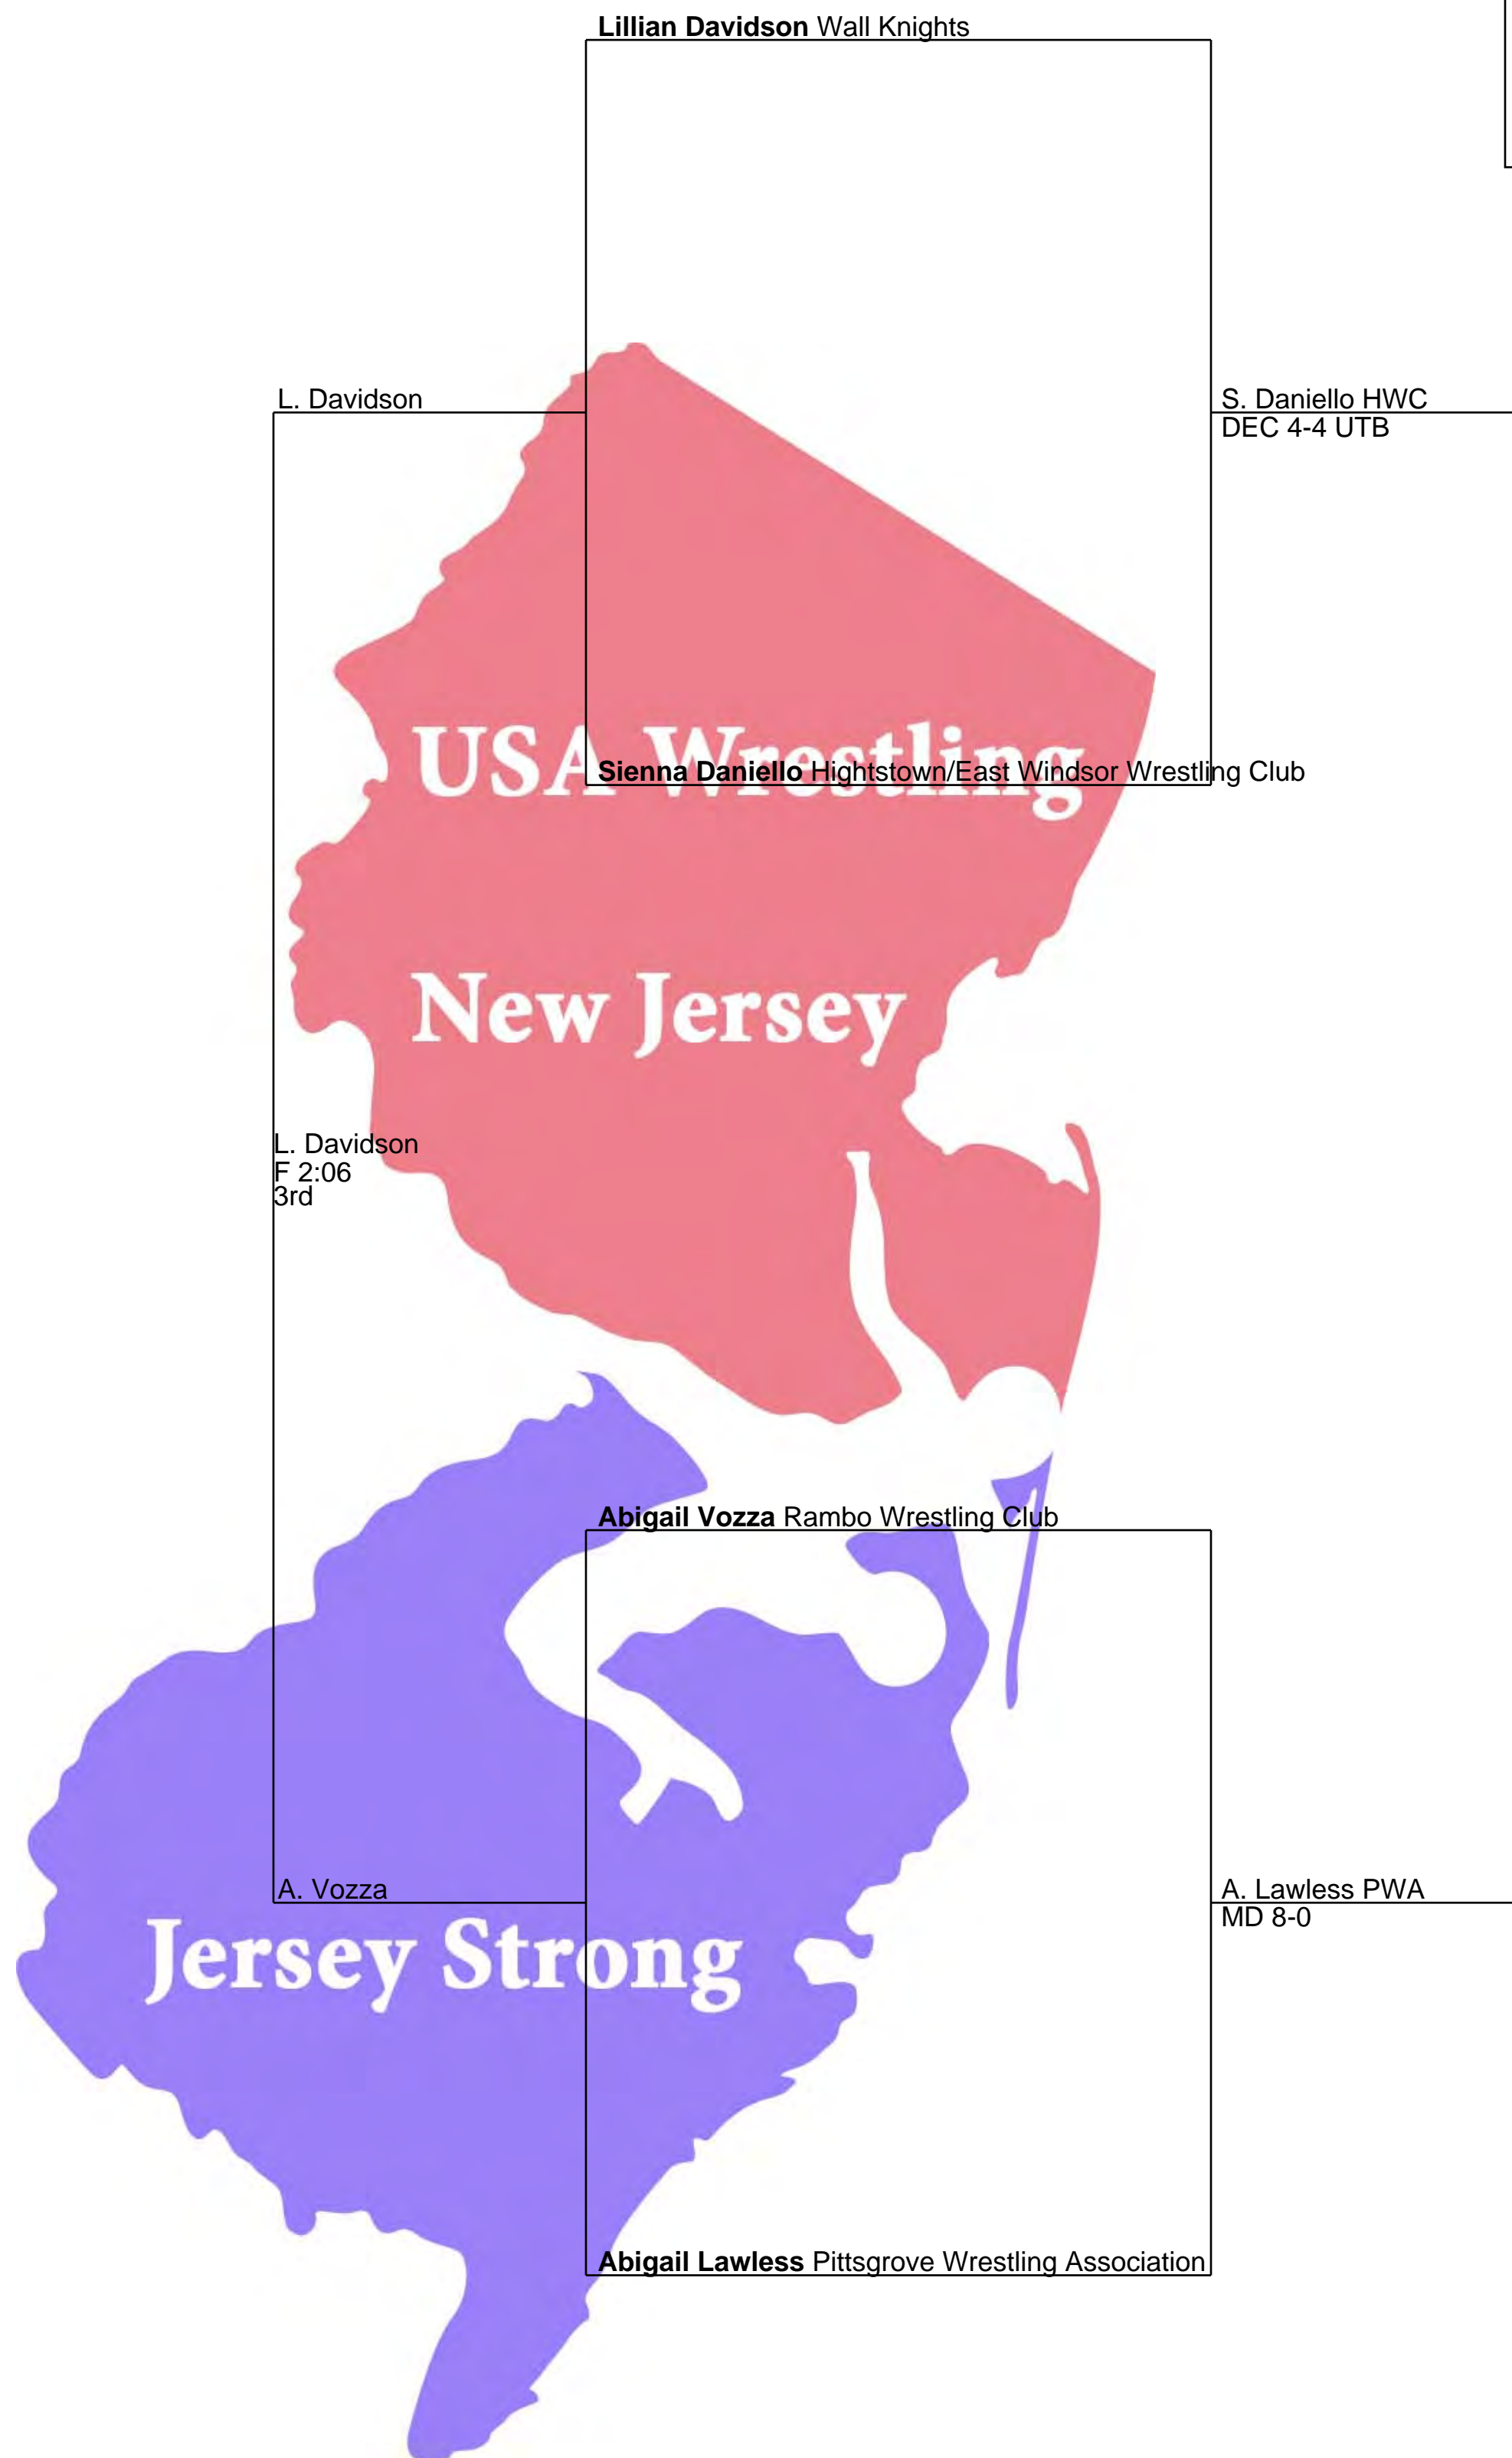 Lillian Davidson Wall Knights
L. Davidson
S. Daniello HWC
DEC 4-4 UTB
USA Wrestling
Sienna Daniello Hightstown/East Windsor Wrestling Club
New Jersey
L. Davidson
F 2:06
3rd
Abigail Vozza Rambo Wrestling Club
A. Vozza
A. Lawless PWA
MD 8-0
Jersey Strong
Abigail Lawless Pittsgrove Wrestling Association